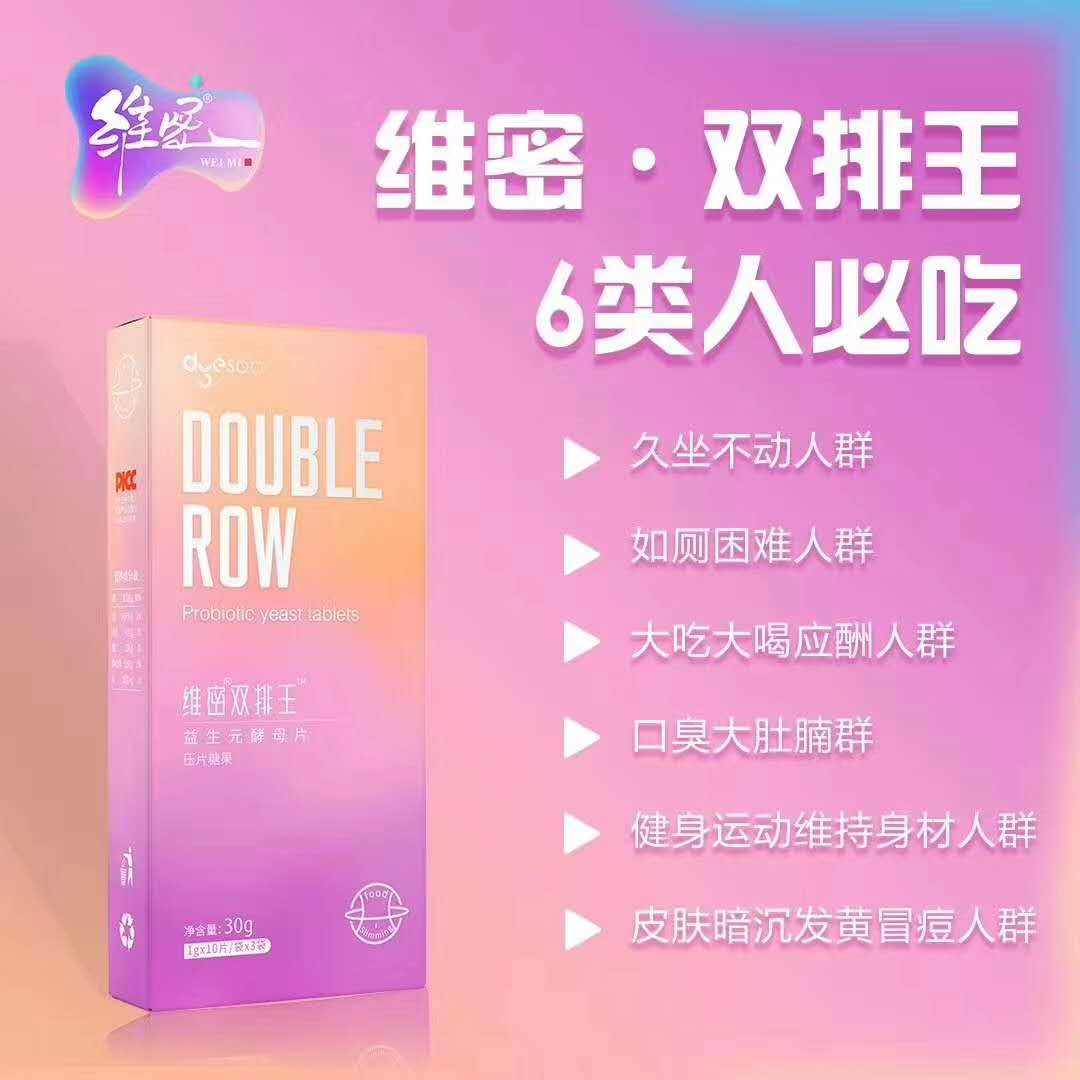 维密®
WEI MI
维密·双排王
6类人必吃
久坐不动人群
如厕困难人群
大吃大喝应酬人群
口臭大肚腩群
健身运动维持身材人群
皮肤暗沉发黄冒痘人群
DOUBLE
ROW
Probiotic yeast tablets
维密®双排王™
益生元酵母片
压片糖果
净含量:30g
1gx10片/袋x3袋
Food
Slimming
PICC